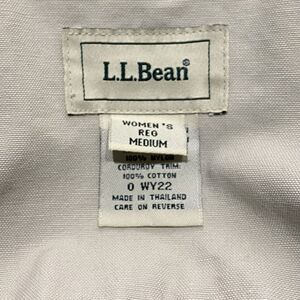 L.L.Bean®
WOMEN'S
REG
MEDIUM
100% NYLON
CORDUROY TRIM:
100% COTTON
0 WY22
MADE IN THAILAND
CARE ON REVERSE